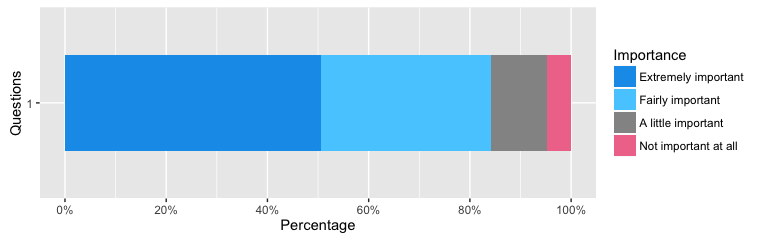 Questions
1
0%
20%
40%
60%
80%
100%
Percentage
Importance
Extremely important
Fairly important
A little important
Not important at all